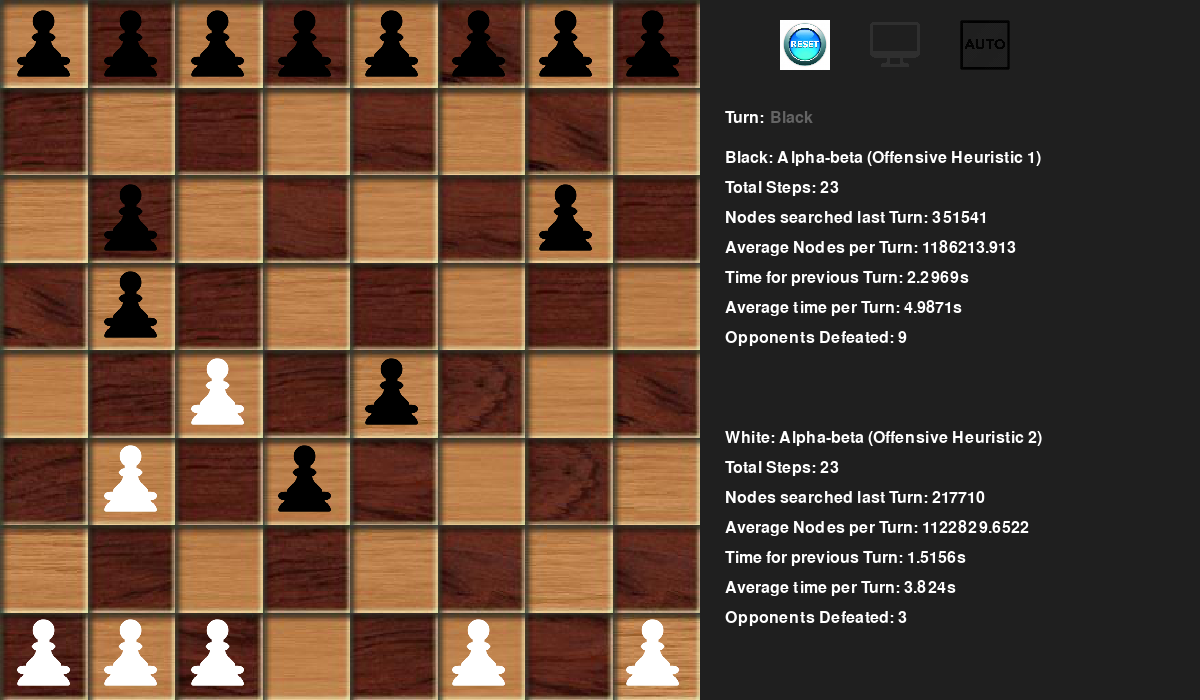 RESET
AUTO
Turn: Black
Black: Alpha-beta (Offensive Heuristic 1)
Total Steps: 23
Nodes searched last Turn: 351541
Average Nodes per Turn: 1186213.913
Time for previous Turn: 2.2969s
Average time per Turn: 4.9871s
Opponents Defeated: 9
White: Alpha-beta (Offensive Heuristic 2)
Total Steps: 23
Nodes searched last Turn: 217710
Average Nodes per Turn: 1122829.6522
Time for previous Turn: 1.5156s
Average time per Turn: 3.824s
Opponents Defeated: 3